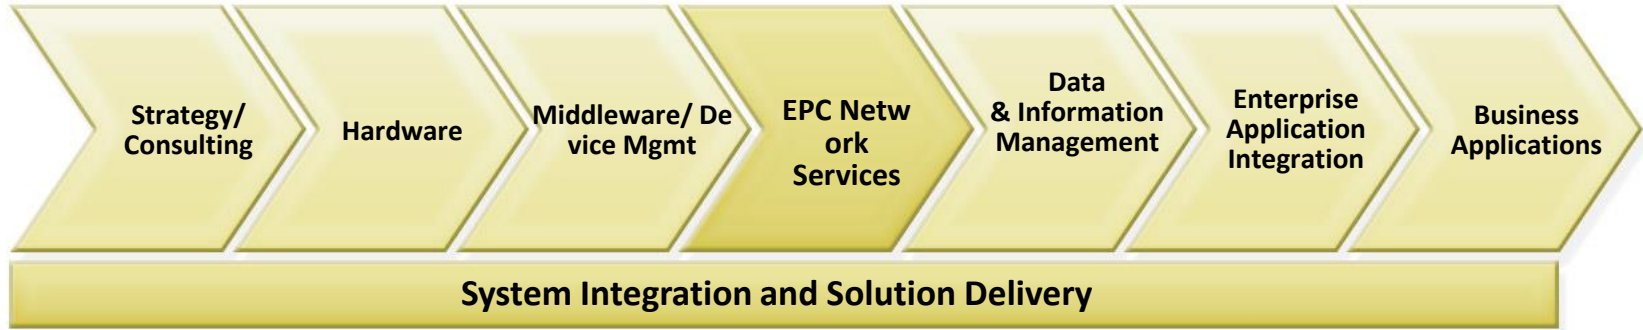 Strategy/
Consulting
Hardware
Middleware/ De
vice Mgmt
EPC Netw
ork
Services
Data
& Information
Management
Enterprise
Application
Integration
Business
Applications
System Integration and Solution Delivery